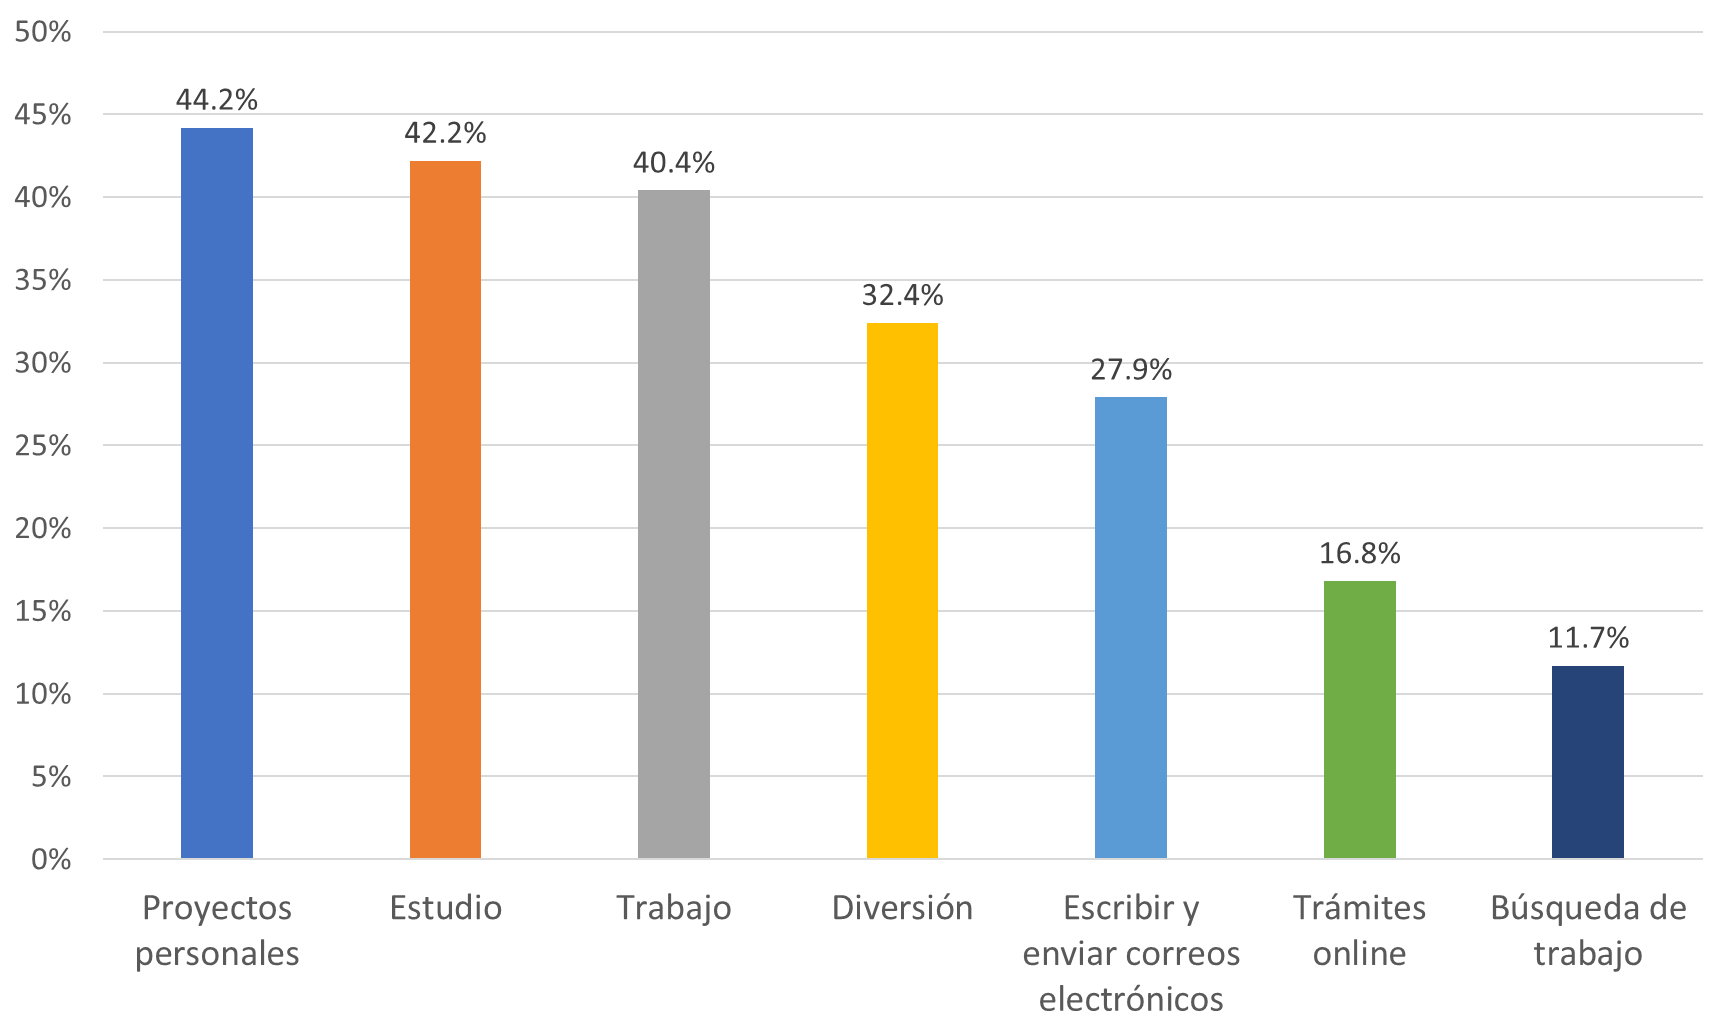 50%
45%
40%
35%
30%
25%
20%
15%
10%
5%
0%
44.2%
42.2%
40.4%
32.4%
27.9%
16.8%
11.7%
Proyectos
personales
Estudio
Trabajo
Diversión
Escribir y
enviar correos
electrónicos
Trámites
online
Búsqueda de
trabajo